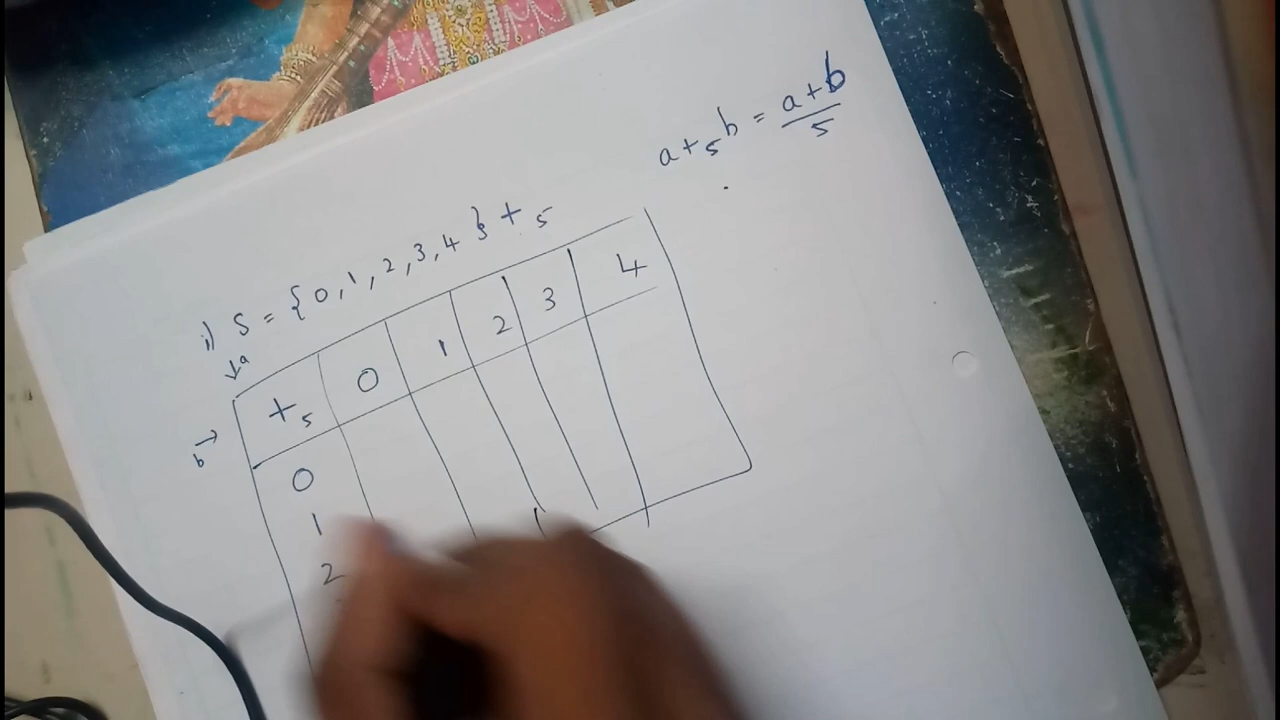 a +₅ b = a+b/5
i) S = {0, 1, 2, 3, 4} +₅
↓a
+₅ 0 1 2 3 4
b→
0
1
2